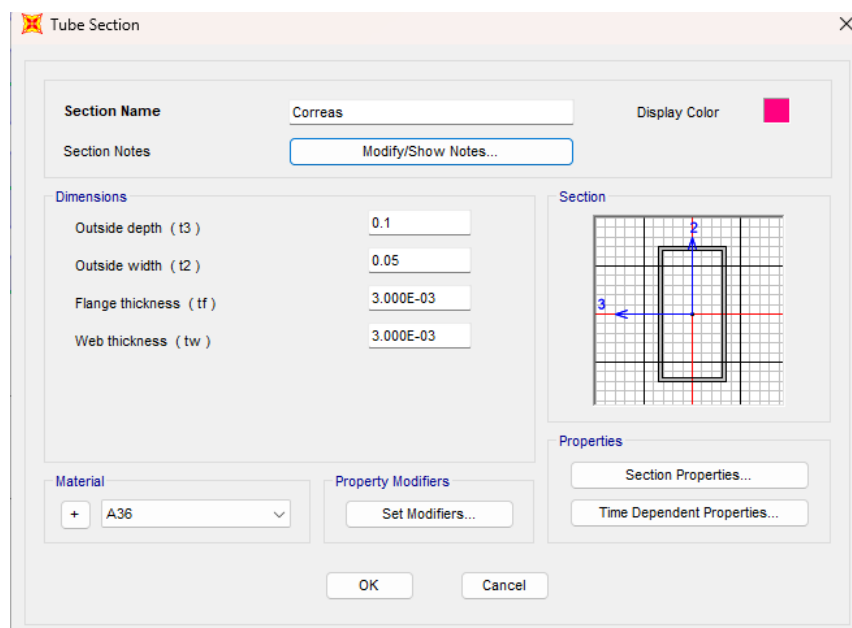 Tube Section
Section Name
Correas
Display Color
Section Notes
Modify/Show Notes...
Dimensions
Outside depth ( t3 )
0.1
Outside width ( t2 )
0.05
Flange thickness ( tf )
3.000E-03
Web thickness ( tw )
3.000E-03
Section
2
3
Properties
Section Properties...
Time Dependent Properties...
Material
+
A36
Property Modifiers
Set Modifiers...
OK
Cancel